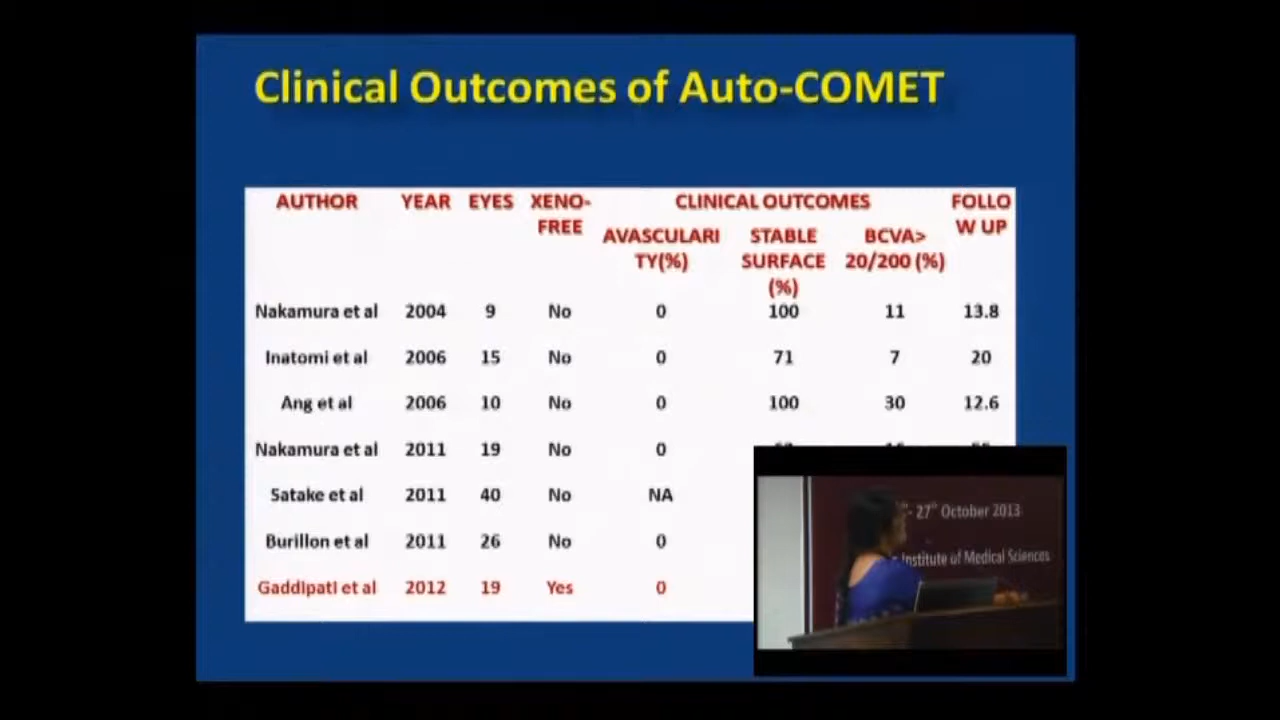 Clinical Outcomes of Auto-COMET
AUTHOR YEAR EYES XENO-FREE CLINICAL OUTCOMES FOLLOW UP
AVASCULARITY(%) STABLE SURFACE (%) BCVA> 20/200 (%)
Nakamura et al 2004 9 No 0 100 11 13.8
Inatomi et al 2006 15 No 0 71 7 20
Ang et al 2006 10 No 0 100 30 12.6
Nakamura et al 2011 19 No 0
Satake et al 2011 40 No NA
Burillon et al 2011 26 No 0
Gaddipati et al 2012 19 Yes 0
- 27th October 2013
Institute of Medical Sciences